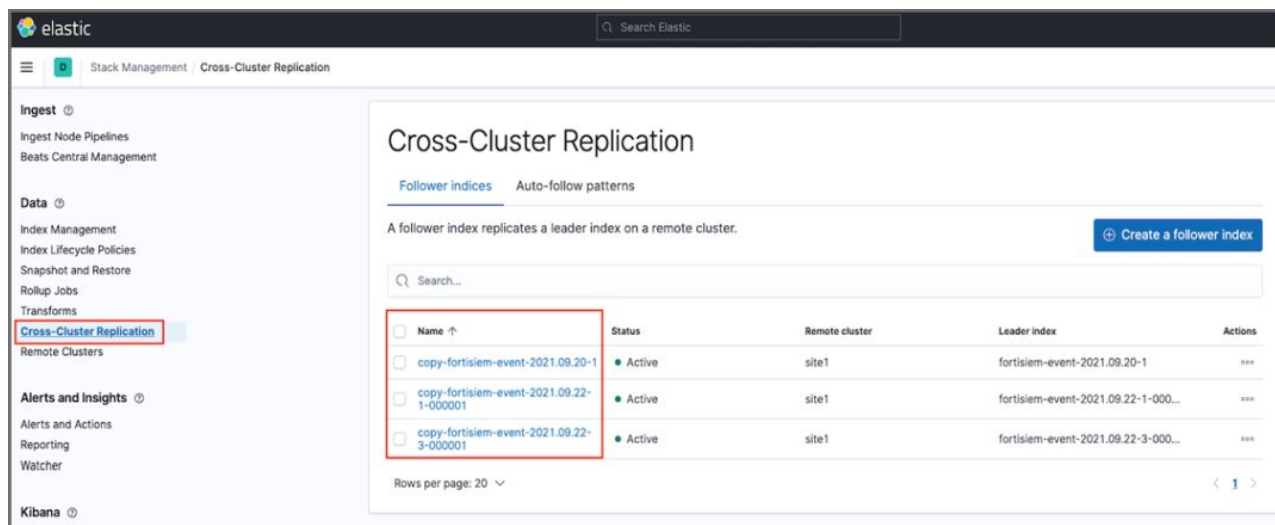 elastic
Search Elastic
D
Stack Management / Cross-Cluster Replication
Ingest
Ingest Node Pipelines
Beats Central Management
Data
Index Management
Index Lifecycle Policies
Snapshot and Restore
Rollup Jobs
Transforms
Cross-Cluster Replication
Remote Clusters
Alerts and Insights
Alerts and Actions
Reporting
Watcher
Kibana
Cross-Cluster Replication
Follower indices Auto-follow patterns
A follower index replicates a leader index on a remote cluster.
Create a follower index
Search...
Name ↑ Status Remote cluster Leader index Actions
copy-fortisiem-event-2021.09.20-1 Active site1 fortisiem-event-2021.09.20-1
copy-fortisiem-event-2021.09.22-
1-000001 Active site1 fortisiem-event-2021.09.22-1-000...
copy-fortisiem-event-2021.09.22-
3-000001 Active site1 fortisiem-event-2021.09.22-3-000...
Rows per page: 20
< 1 >